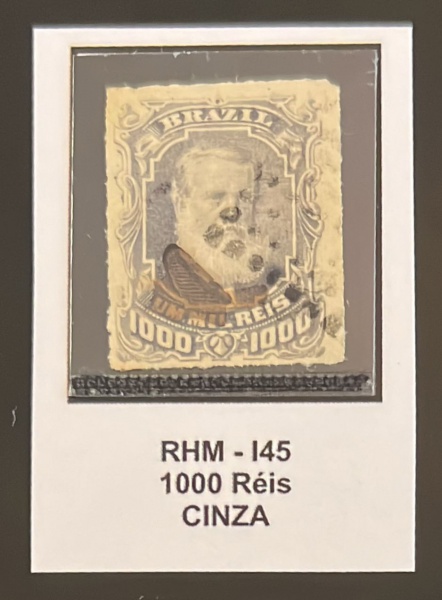 BRAZIL
UM MIL REIS
1000 1000
RHM - I45
1000 Réis
CINZA